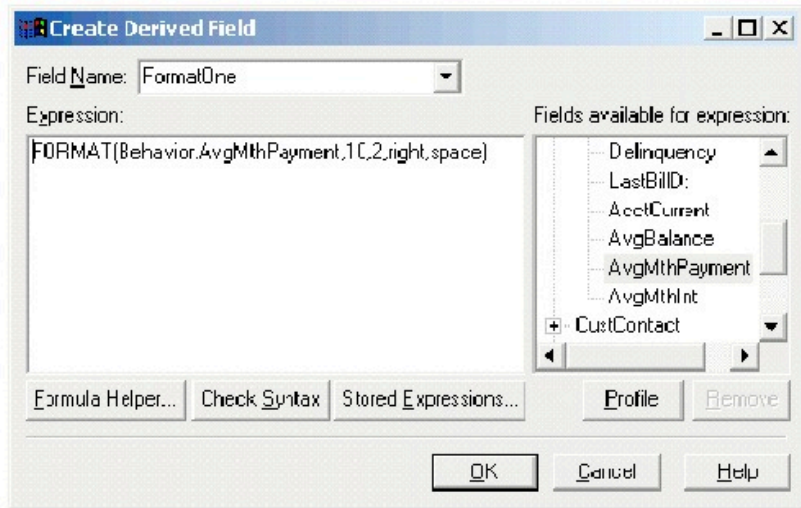 Create Derived Field
Field Name: FormatOne
Expression:
Fields available for expression:
FORMAT(Behavior.AvgMthPayment,10,2,right,space)
Delinquency
LastBillD:
AcctCurrent
AvgBalance
AvgMthPayment
AvgMthInt
CustContact
Formula Helper...
Check Syntax
Stored Expressions...
Profile
Remove
OK
Cancel
Help